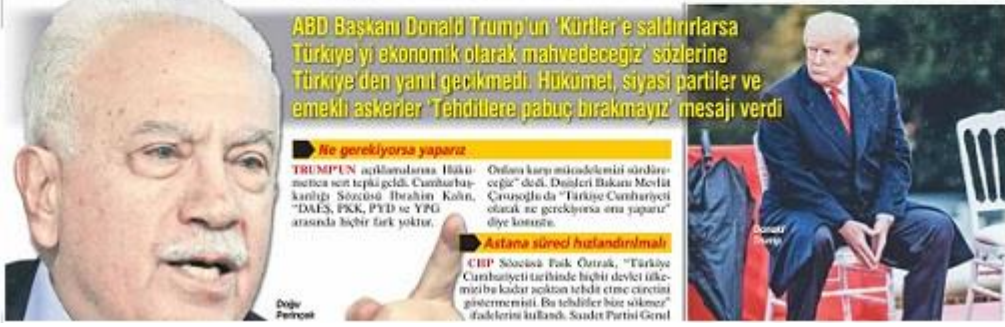 ABD Başkanı Donald Trump'un 'Kürtler'e saldırırlarsa
Türkiye'yi ekonomik olarak mahvedeceğiz' sözlerine
Türkiye'den yanıt gecikmedi. Hükümet, siyasi partiler ve
emekli askerler 'Tehditlere pabuç bırakmayız' mesajı verdi
Ne gerekiyorsa yaparız
TRUMP'UN açıklamalarına Hükü-
metten sert tepki geldi. Cumhurbaş-
kanlığı Sözcüsü İbrahim Kalın,
"DAEŞ, PKK, PYD ve YPG
arasında hiçbir fark yoktur.
Onlara karşı mücadelemizi sürdüre-
ceğiz" dedi. Dışişleri Bakanı Mevlüt
Çavuşoğlu da "Türkiye Cumhuriyeti
olarak ne gerekiyorsa onu yaparız"
diye konuştu.
Astana süreci hızlandırılmalı
CHP Sözcüsü Faik Öztrak, "Türkiye
Cumhuriyeti tarihinde hiçbir devlet ülke-
mizi bu kadar açıktan tehdit etme cüretini
göstermemişti. Bu tehditler bize sökmez"
ifadelerini kullandı. Saadet Partisi Genel
Doğu
Perinçek
Donald
Trump